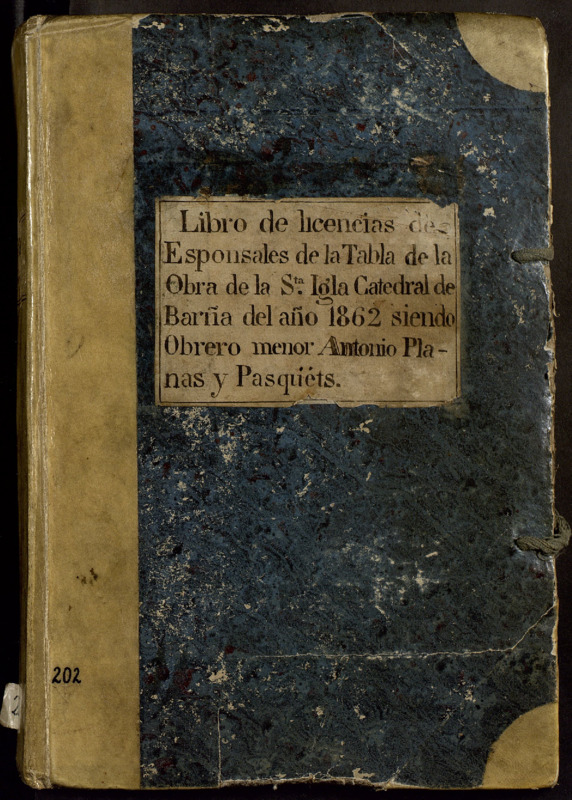 Libro de licencias de
Esponsales de la Tabla de la
Obra de la Sta. Igla Catedral de
Barña del año 1862 siendo
Obrero menor Antonio Pla-
nas y Pasquéts.
202